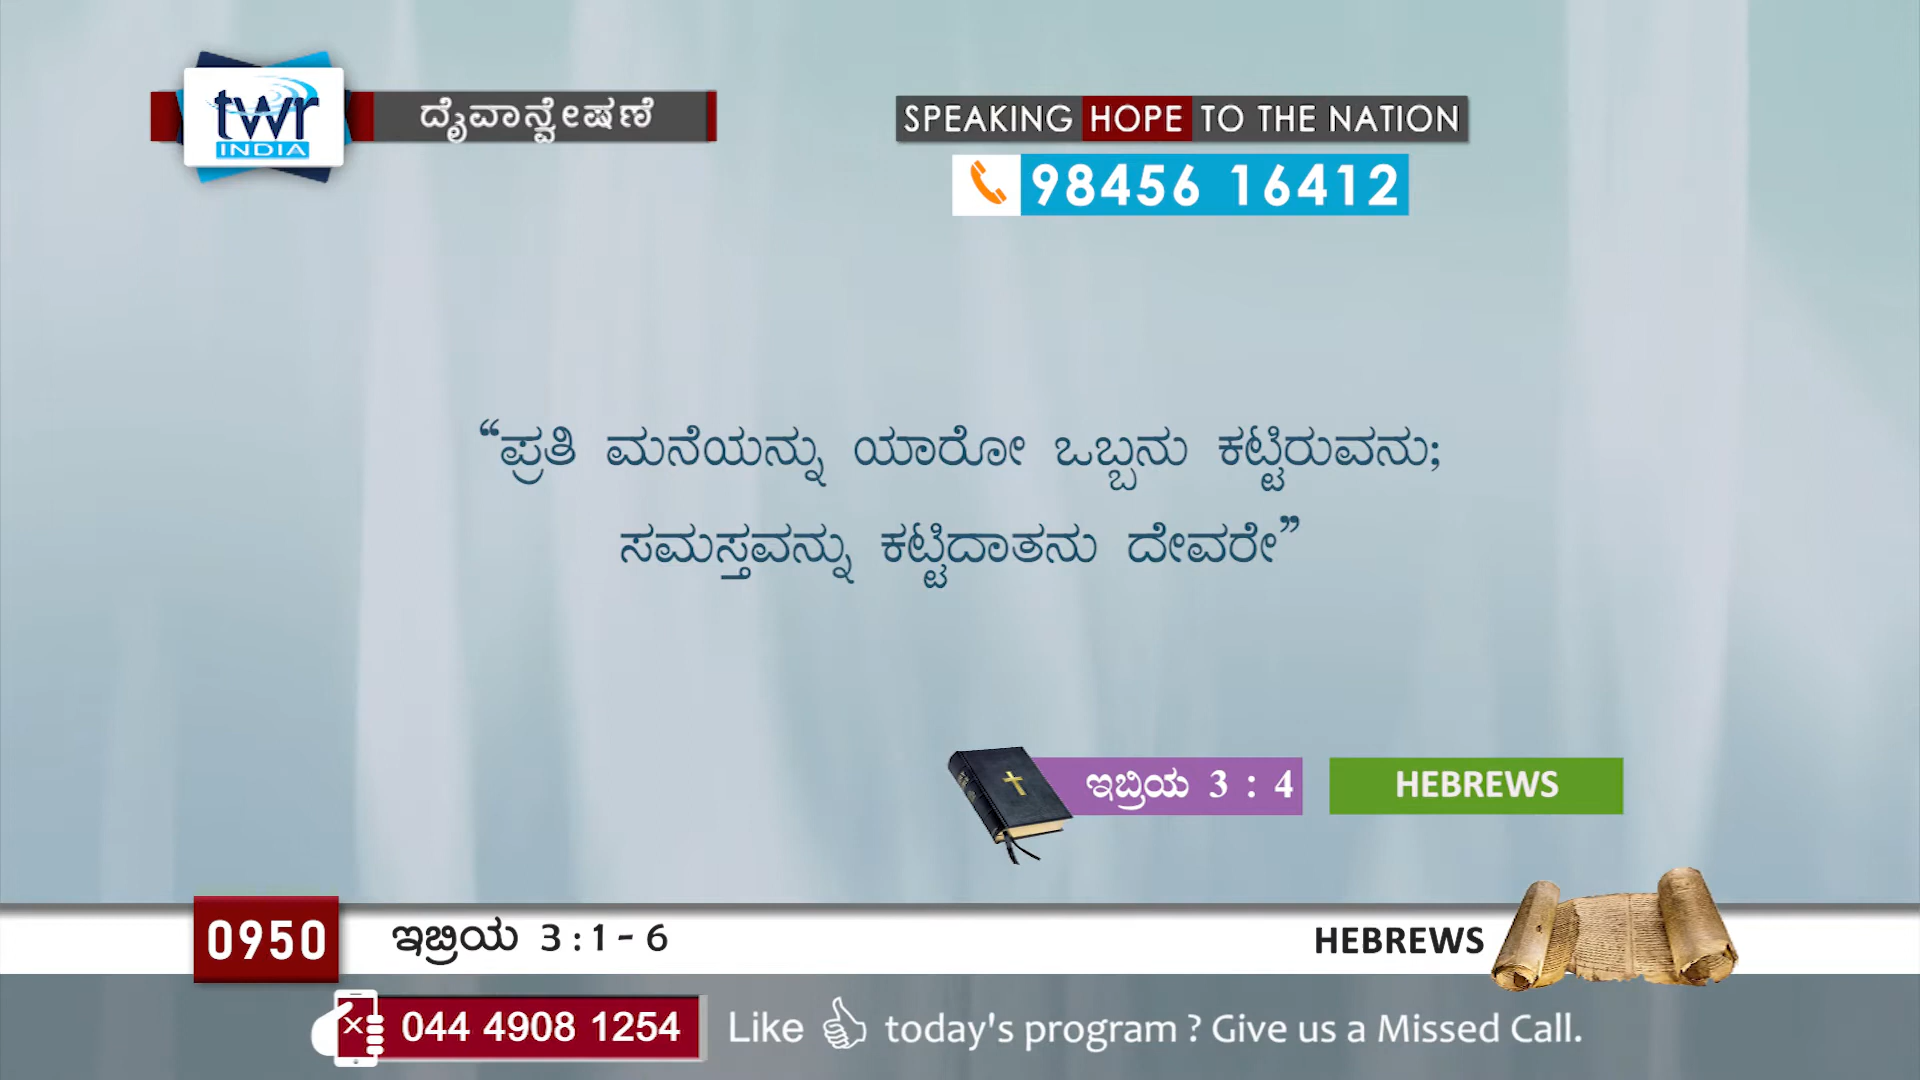 twr
INDIA
ದೈವಾನ್ವೇಷಣೆ
SPEAKING HOPE TO THE NATION
98456 16412
“ಪ್ರತಿ ಮನೆಯನ್ನು ಯಾರೋ ಒಬ್ಬನು ಕಟ್ಟಿರುವನು;
ಸಮಸ್ತವನ್ನು ಕಟ್ಟಿದಾತನು ದೇವರೇ”
ಇಬ್ರಿಯ 3 : 4
HEBREWS
0950
ಇಬ್ರಿಯ 3 : 1 - 6
HEBREWS
044 4908 1254
Like today's program ? Give us a Missed Call.